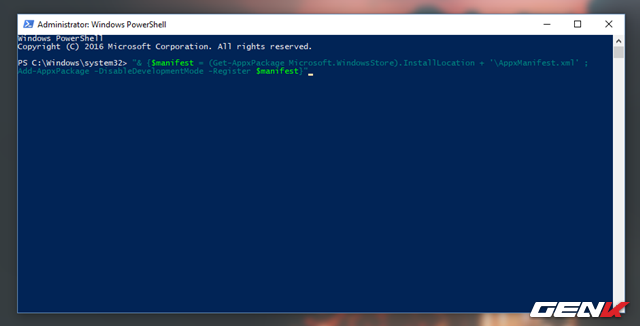 Administrator: Windows PowerShell
Windows PowerShell
Copyright (C) 2016 Microsoft Corporation. All rights reserved.
PS C:\Windows\system32> "& {$manifest = (Get-AppxPackage Microsoft.WindowsStore).InstallLocation + '\AppxManifest.xml' ;
Add-AppxPackage -DisableDevelopmentMode -Register $manifest}"
GENK